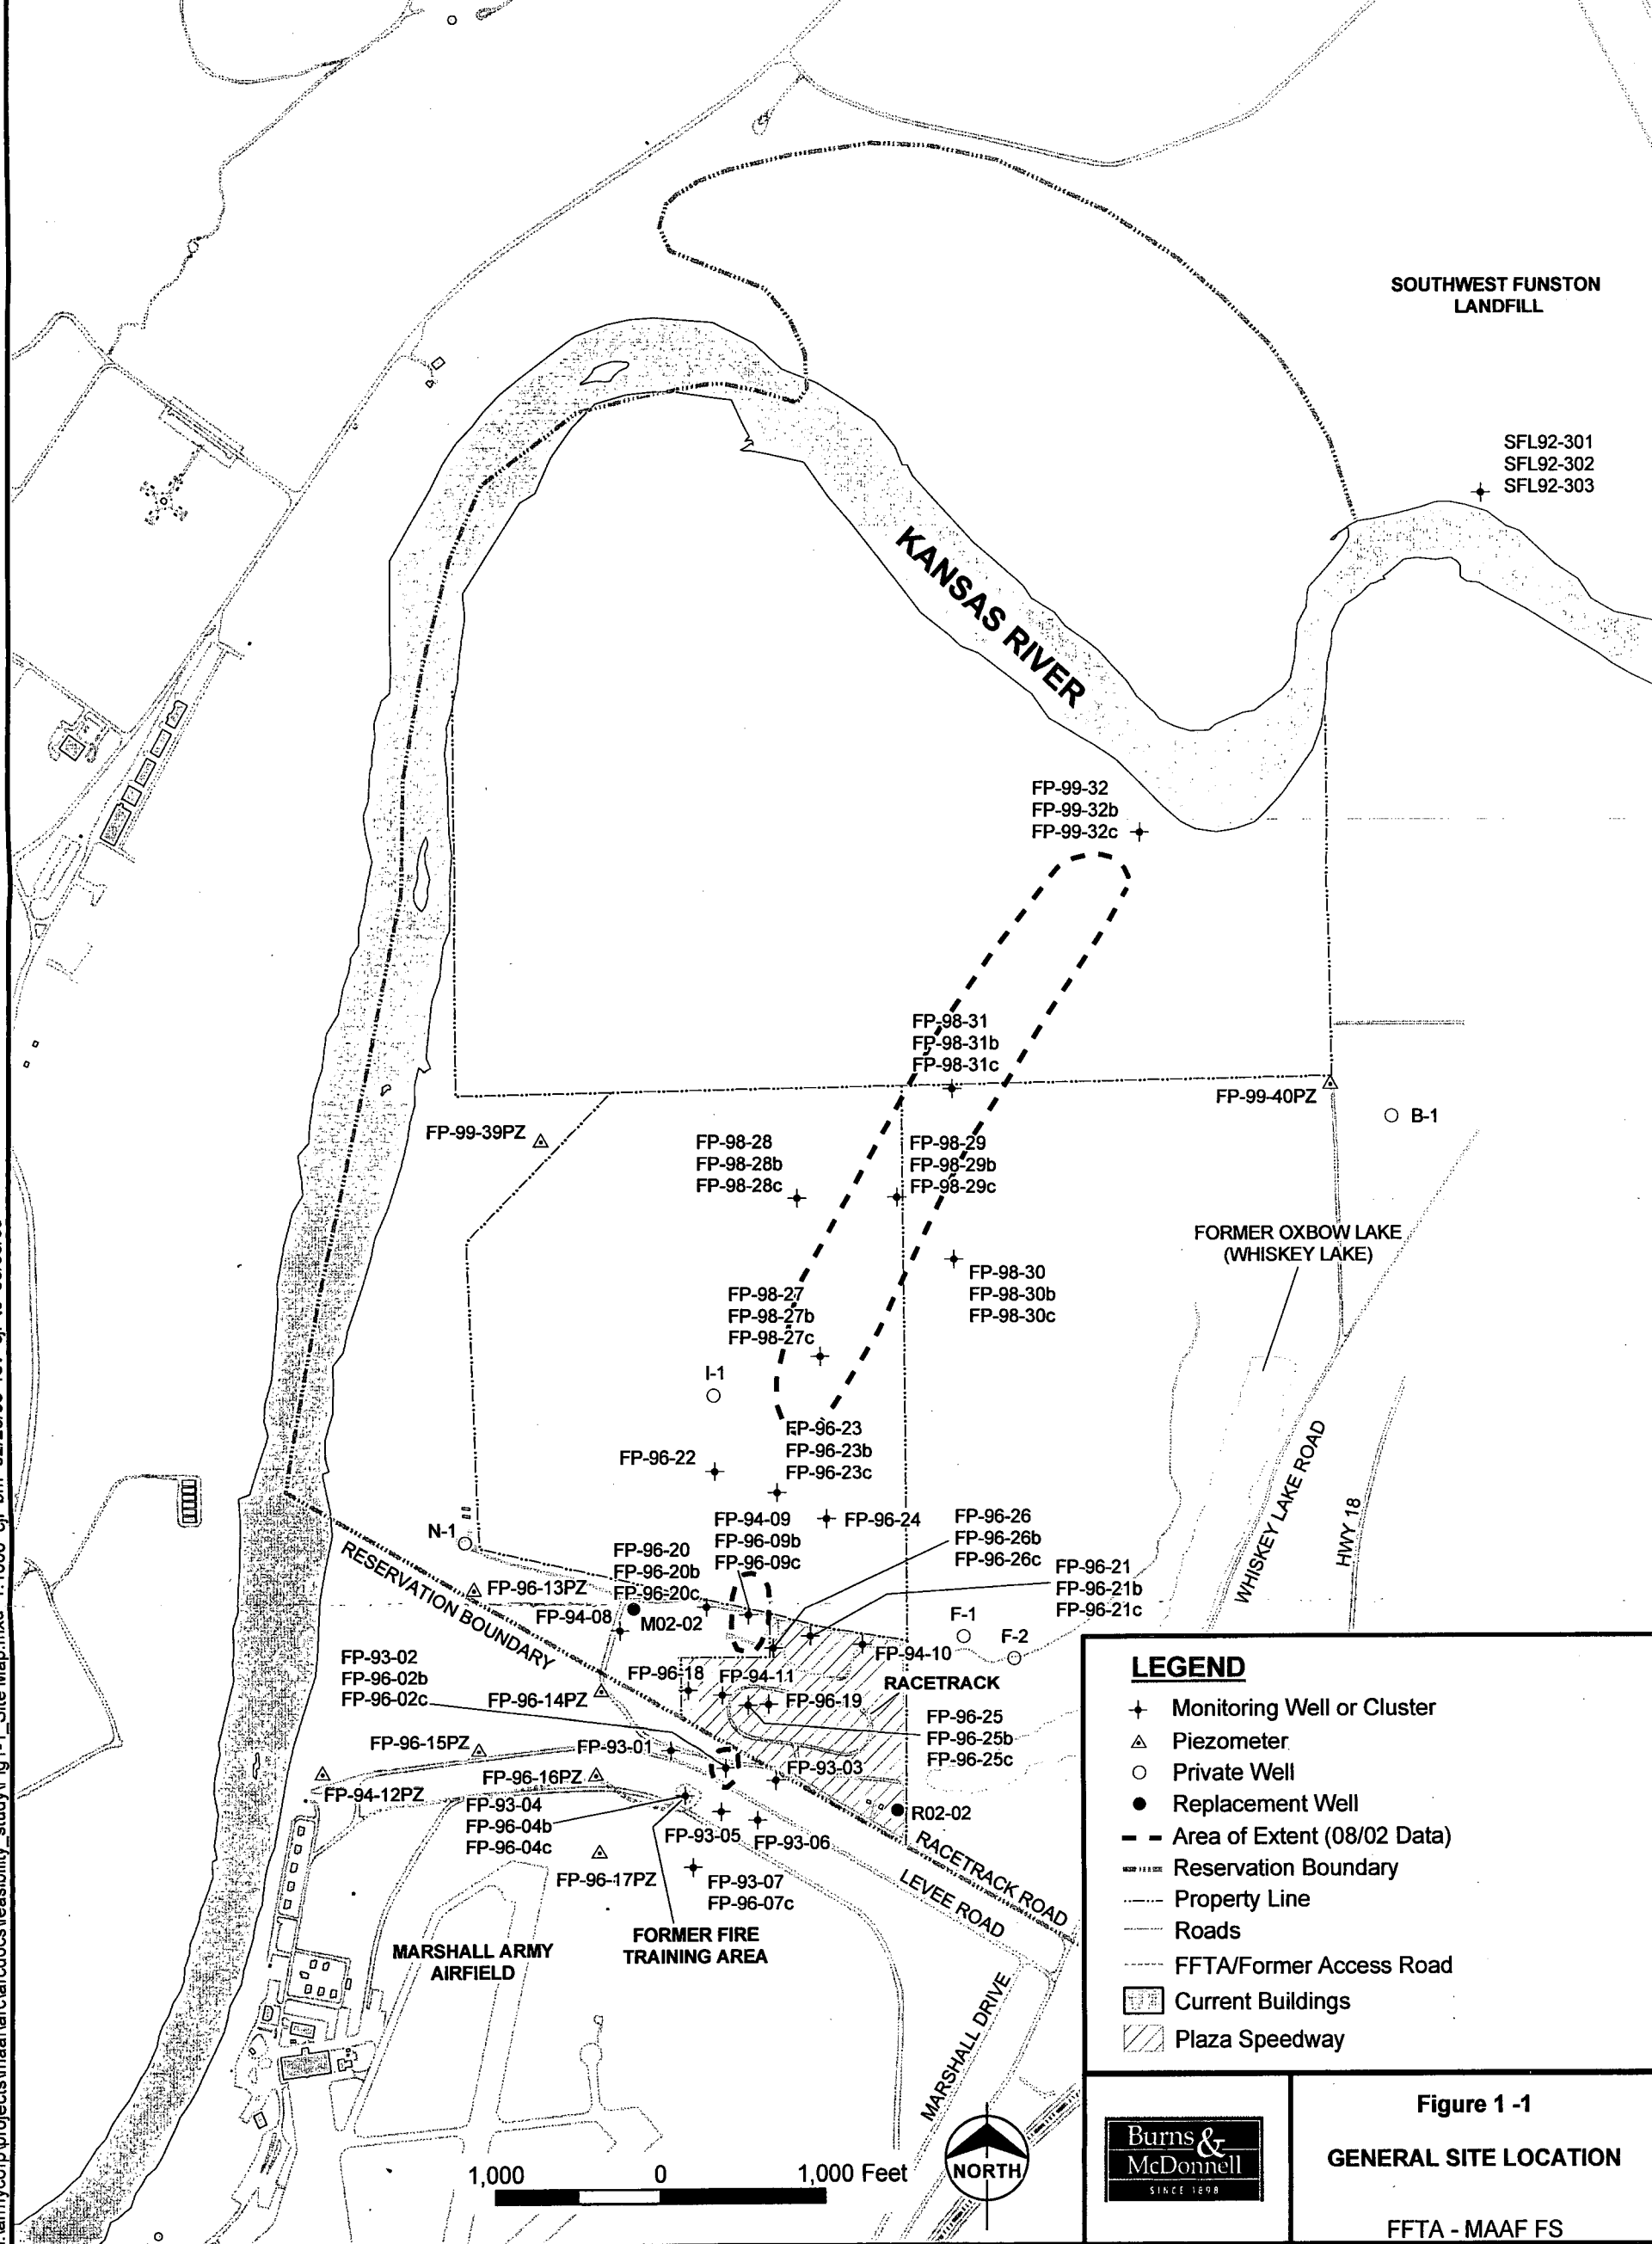 SOUTHWEST FUNSTON
LANDFILL
SFL92-301
SFL92-302
SFL92-303
KANSAS RIVER
FP-99-32
FP-99-32b
FP-99-32c
FP-98-31
FP-98-31b
FP-98-31c
FP-99-40PZ
B-1
FP-99-39PZ
FP-98-28
FP-98-28b
FP-98-28c
FP-98-29
FP-98-29b
FP-98-29c
FORMER OXBOW LAKE
(WHISKEY LAKE)
FP-98-30
FP-98-30b
FP-98-30c
FP-98-27
FP-98-27b
FP-98-27c
I-1
FP-96-23
FP-96-23b
FP-96-23c
FP-96-22
WHISKEY LAKE ROAD
HWY 18
N-1
FP-94-09
FP-96-09b
FP-96-09c
FP-96-24
FP-96-26
FP-96-26b
FP-96-26c
FP-96-20
FP-96-20b
FP-96-20c
FP-96-21
FP-96-21b
FP-96-21c
RESERVATION BOUNDARY
FP-96-13PZ
FP-94-08
M02-02
F-1
F-2
FP-94-10
FP-93-02
FP-96-02b
FP-96-02c
FP-96-18
FP-94-11
RACETRACK
FP-96-14PZ
FP-96-19
FP-96-25
FP-96-25b
FP-96-25c
FP-96-15PZ
FP-93-01
FP-93-03
FP-94-12PZ
FP-96-16PZ
FP-93-04
FP-96-04b
FP-96-04c
R02-02
FP-93-05
FP-93-06
FP-96-17PZ
FP-93-07
FP-96-07c
RACETRACK ROAD
LEVEE ROAD
FORMER FIRE
TRAINING AREA
MARSHALL ARMY
AIRFIELD
MARSHALL DRIVE
1,000
0
1,000 Feet
NORTH
LEGEND
Monitoring Well or Cluster
Piezometer
Private Well
Replacement Well
Area of Extent (08/02 Data)
Reservation Boundary
Property Line
Roads
FFTA/Former Access Road
Current Buildings
Plaza Speedway
Burns &
McDonnell
SINCE 1898
Figure 1 -1
GENERAL SITE LOCATION
FFTA - MAAF FS